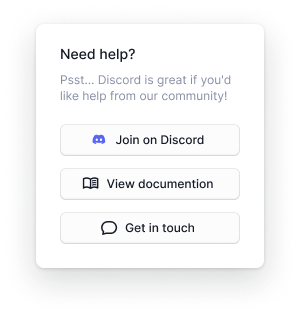 Need help?
Psst... Discord is great if you'd
like help from our community!
Join on Discord
View documention
Get in touch